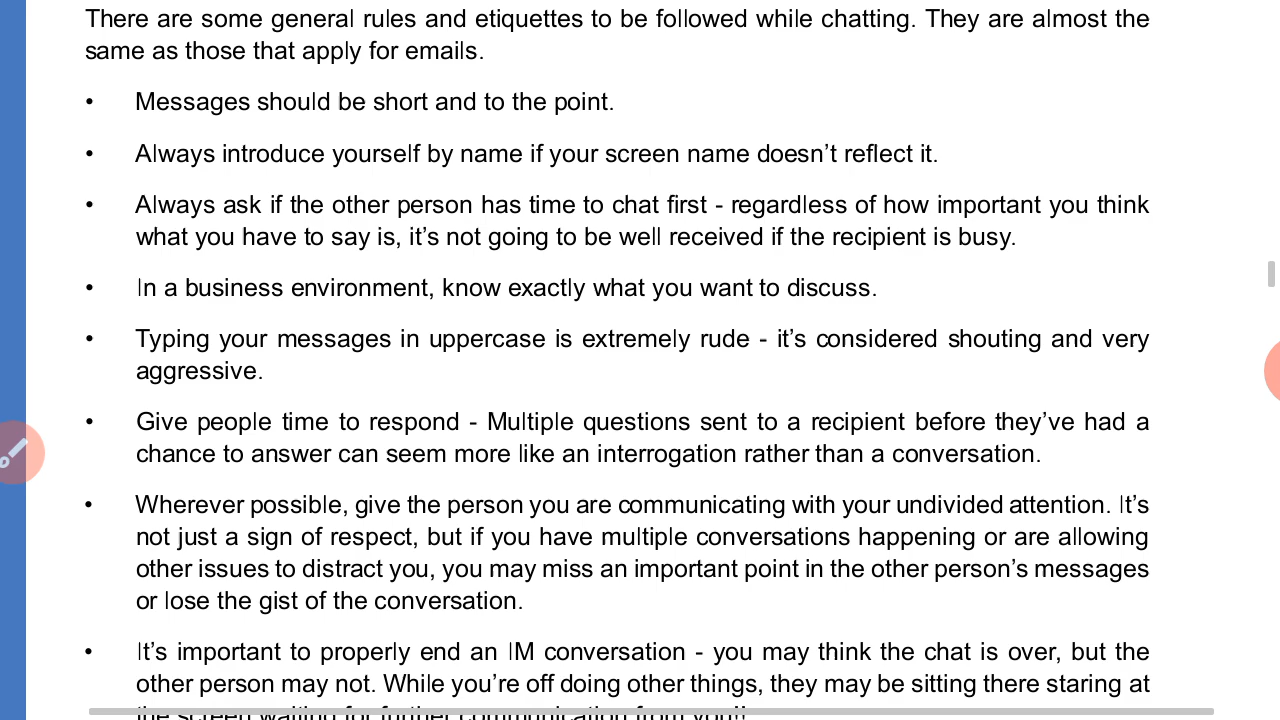 There are some general rules and etiquettes to be followed while chatting. They are almost the
same as those that apply for emails.
• Messages should be short and to the point.
• Always introduce yourself by name if your screen name doesn’t reflect it.
• Always ask if the other person has time to chat first - regardless of how important you think
what you have to say is, it’s not going to be well received if the recipient is busy.
• In a business environment, know exactly what you want to discuss.
• Typing your messages in uppercase is extremely rude - it’s considered shouting and very
aggressive.
• Give people time to respond - Multiple questions sent to a recipient before they’ve had a
chance to answer can seem more like an interrogation rather than a conversation.
• Wherever possible, give the person you are communicating with your undivided attention. It’s
not just a sign of respect, but if you have multiple conversations happening or are allowing
other issues to distract you, you may miss an important point in the other person’s messages
or lose the gist of the conversation.
• It’s important to properly end an IM conversation - you may think the chat is over, but the
other person may not. While you’re off doing other things, they may be sitting there staring at
the screen waiting for further communication from you!!